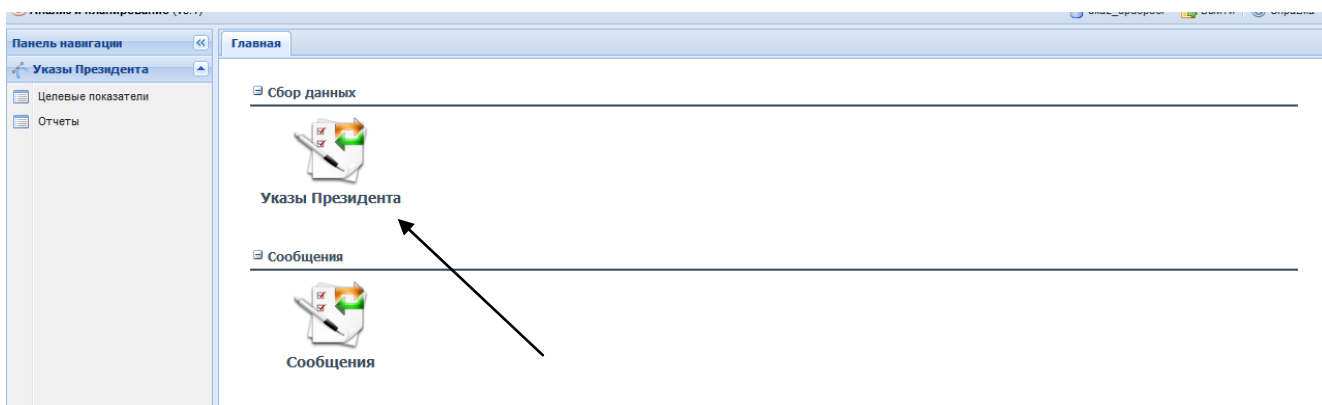 Панель навигации
Главная
Указы Президента
Целевые показатели
Отчеты
Сбор данных
Указы Президента
Сообщения
Сообщения